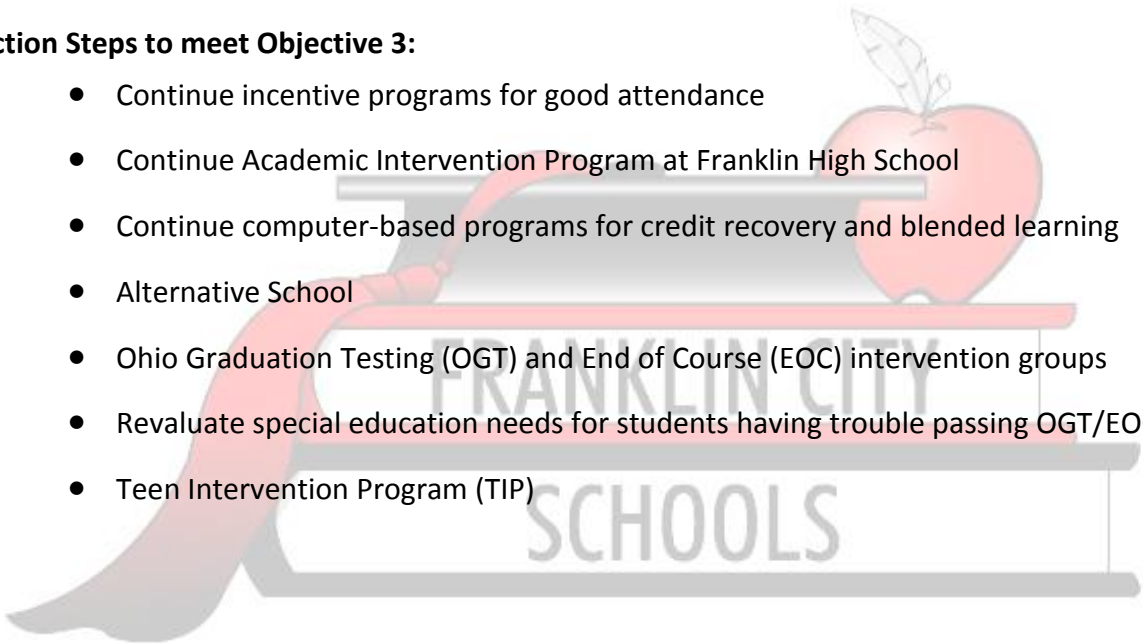 ction Steps to meet Objective 3:
• Continue incentive programs for good attendance
• Continue Academic Intervention Program at Franklin High School
• Continue computer-based programs for credit recovery and blended learning
• Alternative School
• Ohio Graduation Testing (OGT) and End of Course (EOC) intervention groups
• Revaluate special education needs for students having trouble passing OGT/EO
• Teen Intervention Program (TIP)
FRANKLIN CITY
SCHOOLS